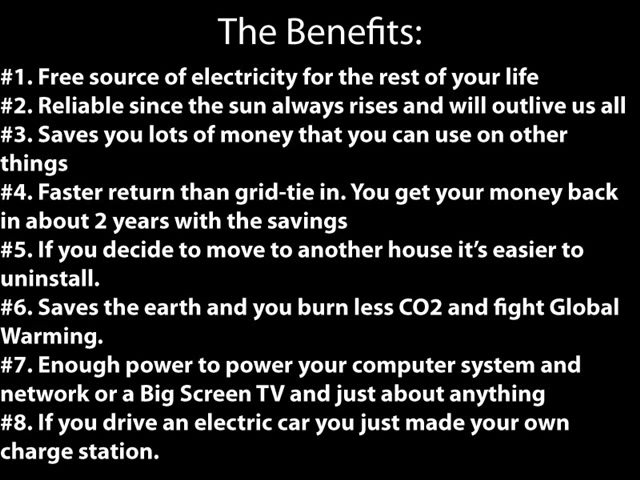 The Benefits:
#1. Free source of electricity for the rest of your life
#2. Reliable since the sun always rises and will outlive us all
#3. Saves you lots of money that you can use on other
things
#4. Faster return than grid-tie in. You get your money back
in about 2 years with the savings
#5. If you decide to move to another house it's easier to
uninstall.
#6. Saves the earth and you burn less CO2 and fight Global
Warming.
#7. Enough power to power your computer system and
network or a Big Screen TV and just about anything
#8. If you drive an electric car you just made your own
charge station.